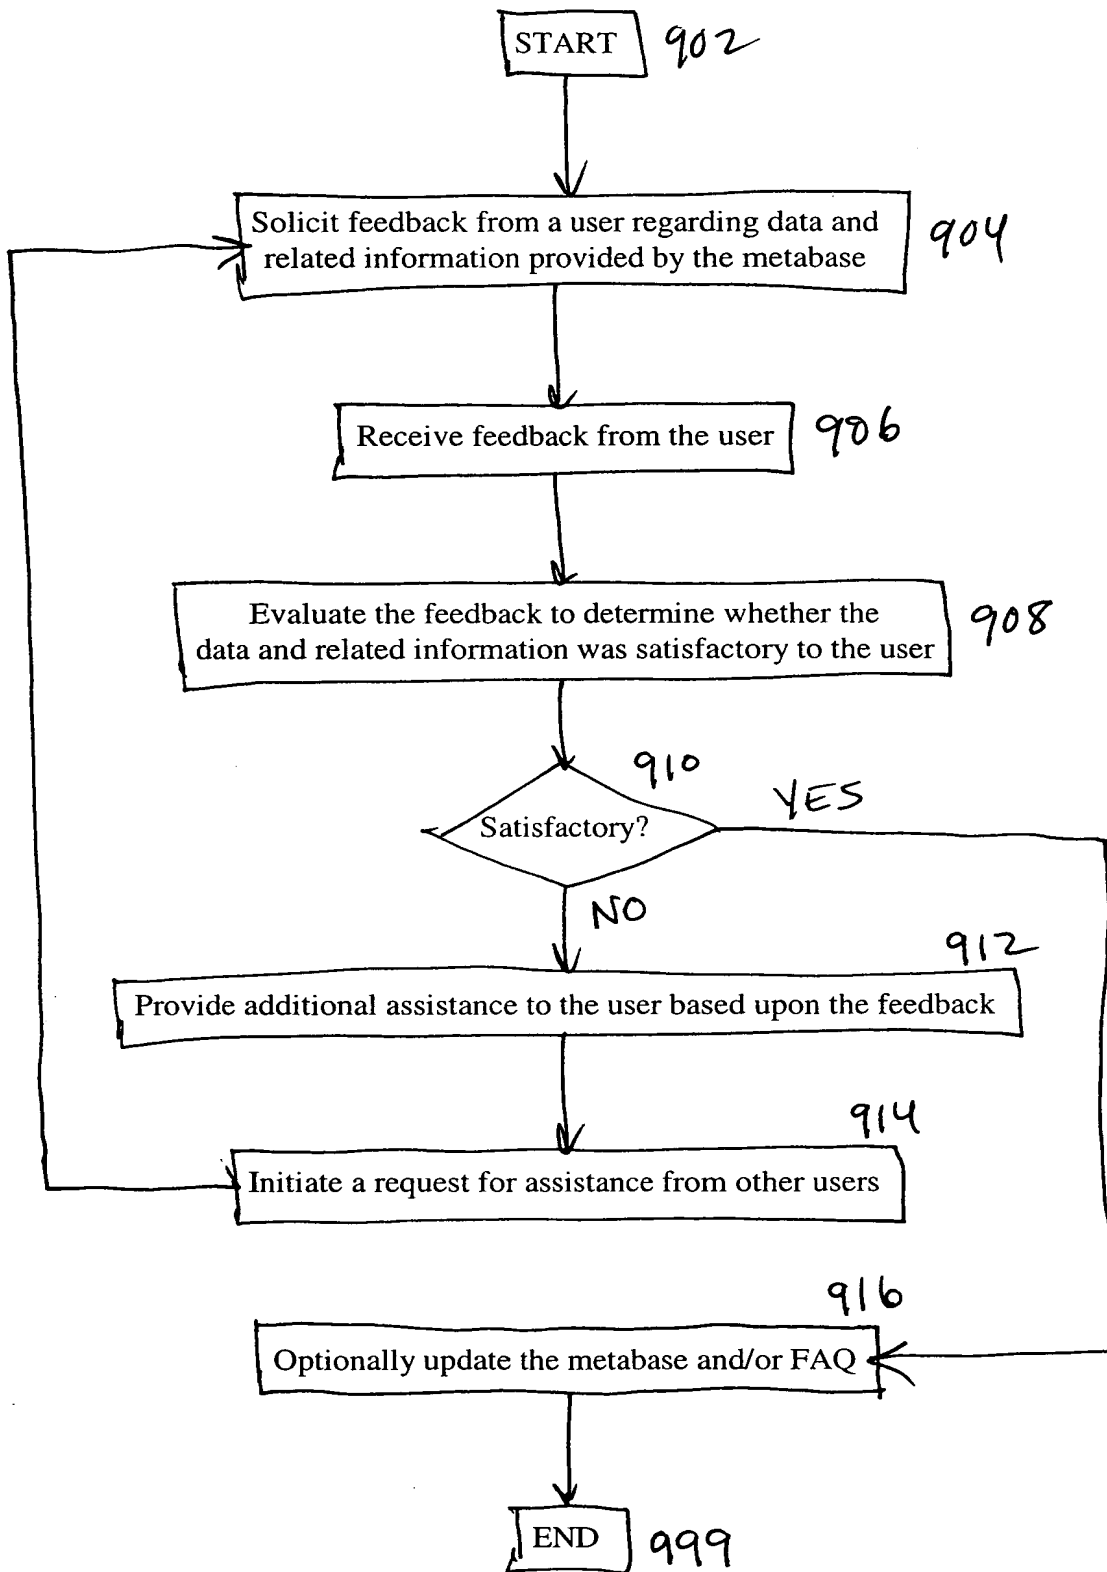 START 902
Solicit feedback from a user regarding data and
related information provided by the metabase
904
Receive feedback from the user 906
Evaluate the feedback to determine whether the
data and related information was satisfactory to the user
908
910
Satisfactory?
YES
NO
912
Provide additional assistance to the user based upon the feedback
914
Initiate a request for assistance from other users
916
Optionally update the metabase and/or FAQ
END 999